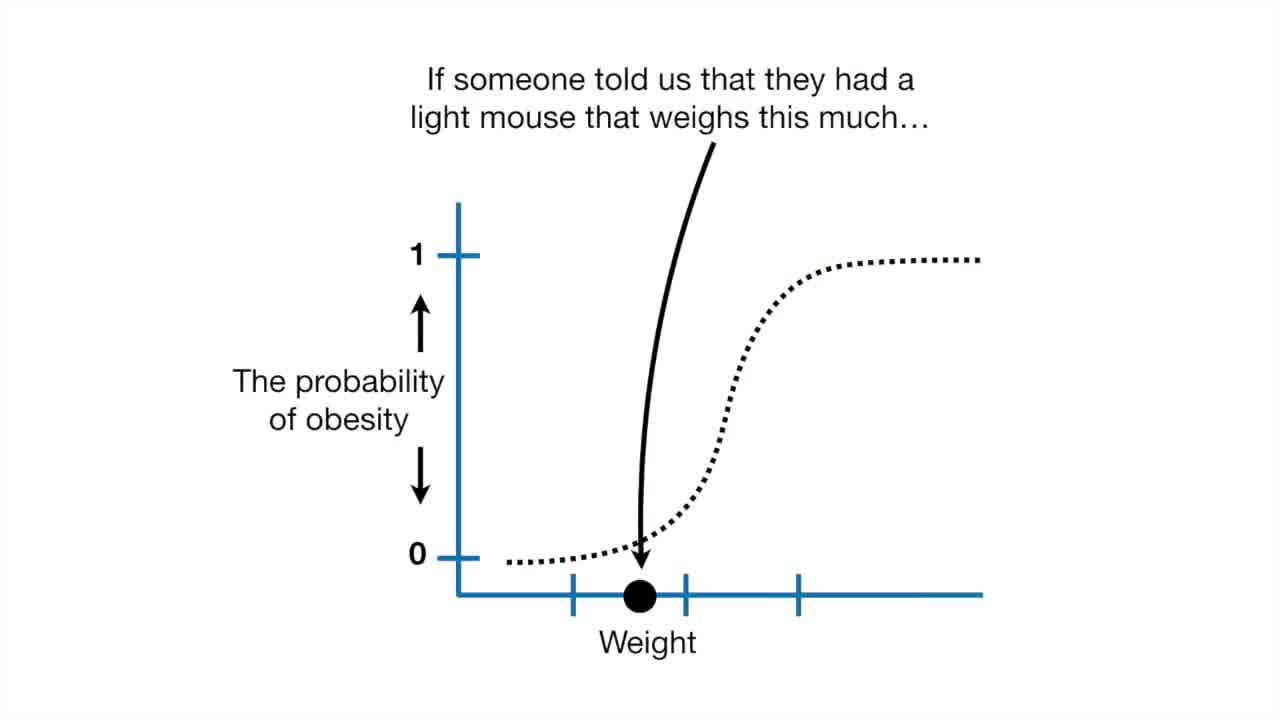 If someone told us that they had a
light mouse that weighs this much…
1
The probability
of obesity
0
Weight